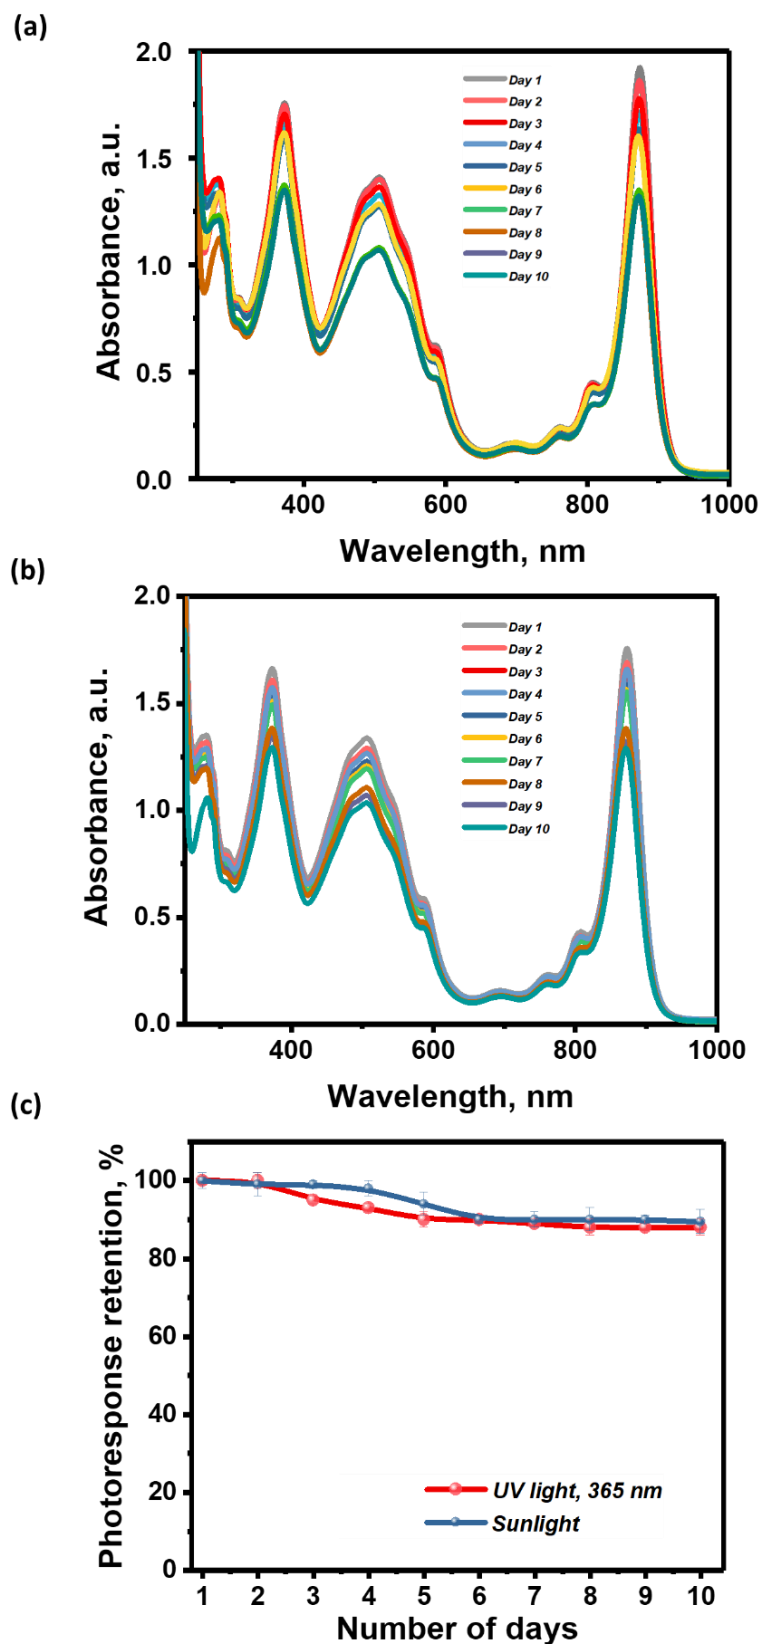 (a)
2.0
1.5
1.0
0.5
0.0
Absorbance, a.u.
Day 1
Day 2
Day 3
Day 4
Day 5
Day 6
Day 7
Day 8
Day 9
Day 10
400 600 800 1000
Wavelength, nm
(b)
2.0
1.5
1.0
0.5
0.0
Absorbance, a.u.
Day 1
Day 2
Day 3
Day 4
Day 5
Day 6
Day 7
Day 8
Day 9
Day 10
400 600 800 1000
Wavelength, nm
(c)
100
80
60
40
20
0
Photoresponse retention, %
UV light, 365 nm
Sunlight
1 2 3 4 5 6 7 8 9 10
Number of days